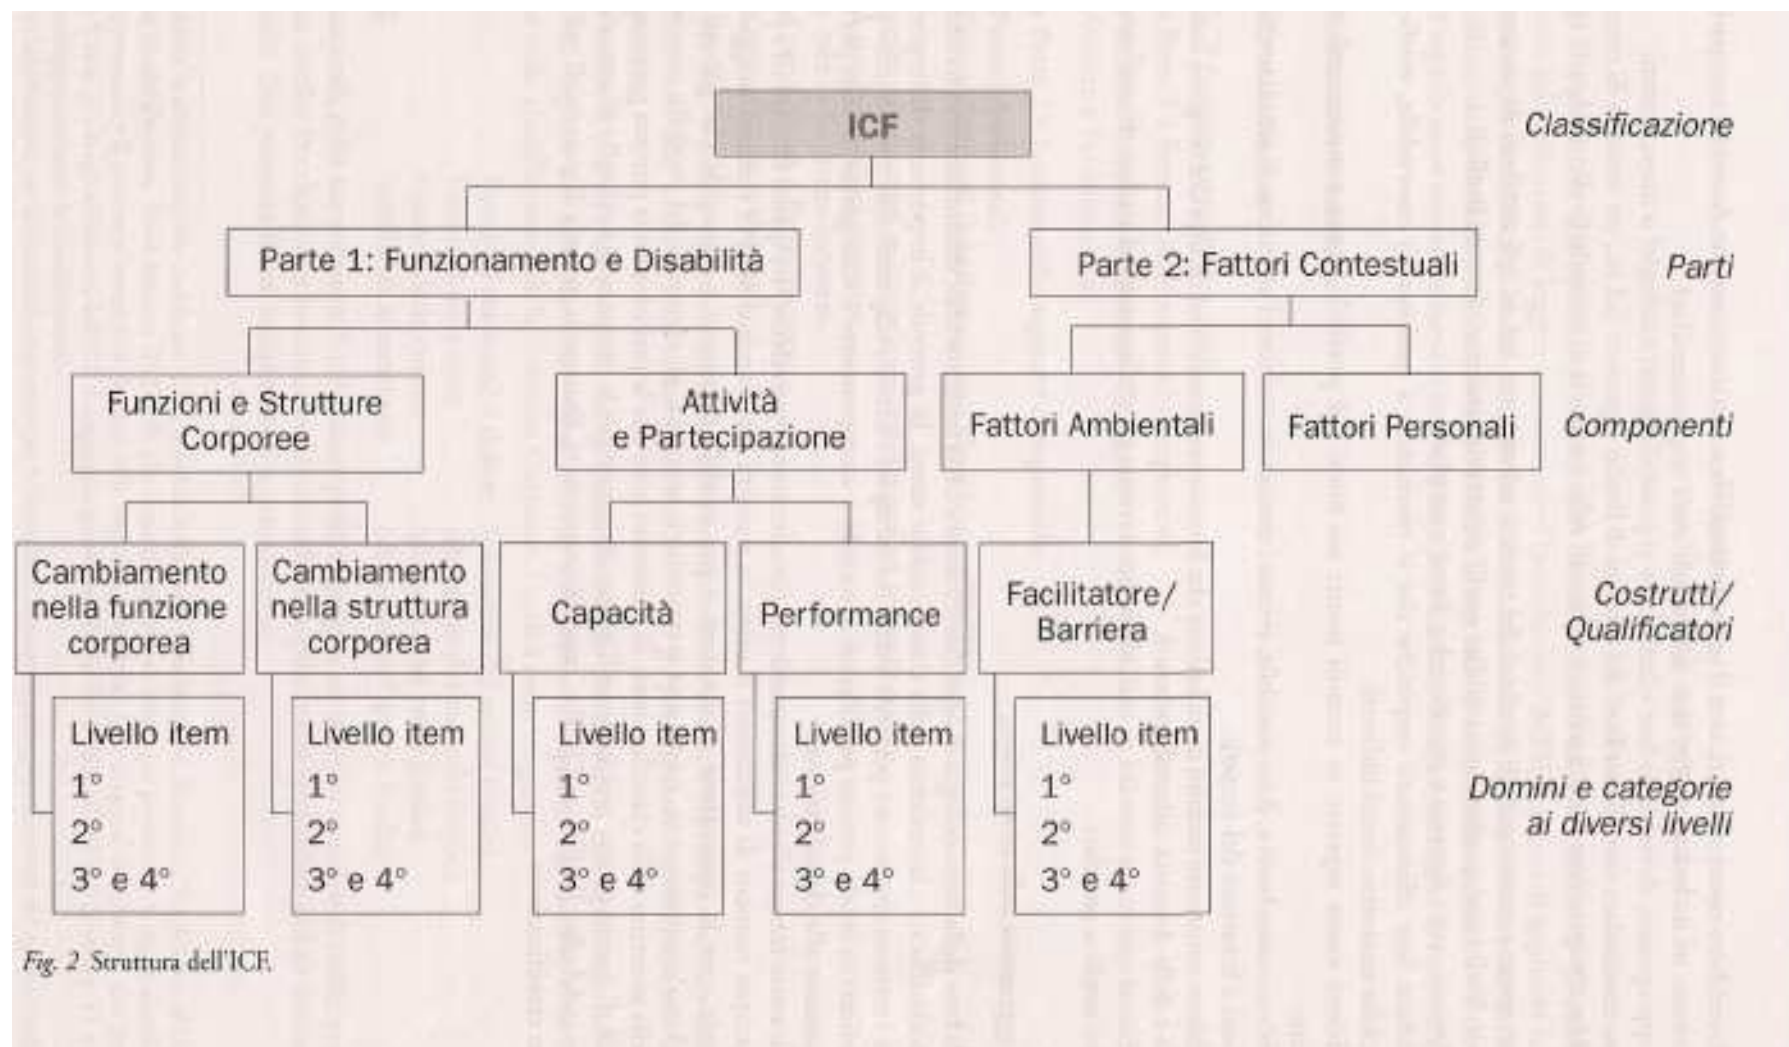 ICF
Classificazione
Parte 1: Funzionamento e Disabilità
Parte 2: Fattori Contestuali
Parti
Funzioni e Strutture
Corporee
Attività
e Partecipazione
Fattori Ambientali
Fattori Personali
Componenti
Cambiamento
nella funzione
corporea
Cambiamento
nella struttura
corporea
Capacità
Performance
Facilitatore/
Barriera
Costrutti/
Qualificatori
Livello item
1°
2°
3° e 4°
Livello item
1°
2°
3° e 4°
Livello item
1°
2°
3° e 4°
Livello item
1°
2°
3° e 4°
Livello item
1°
2°
3° e 4°
Domini e categorie
ai diversi livelli
Fig. 2 Struttura dell'ICF.